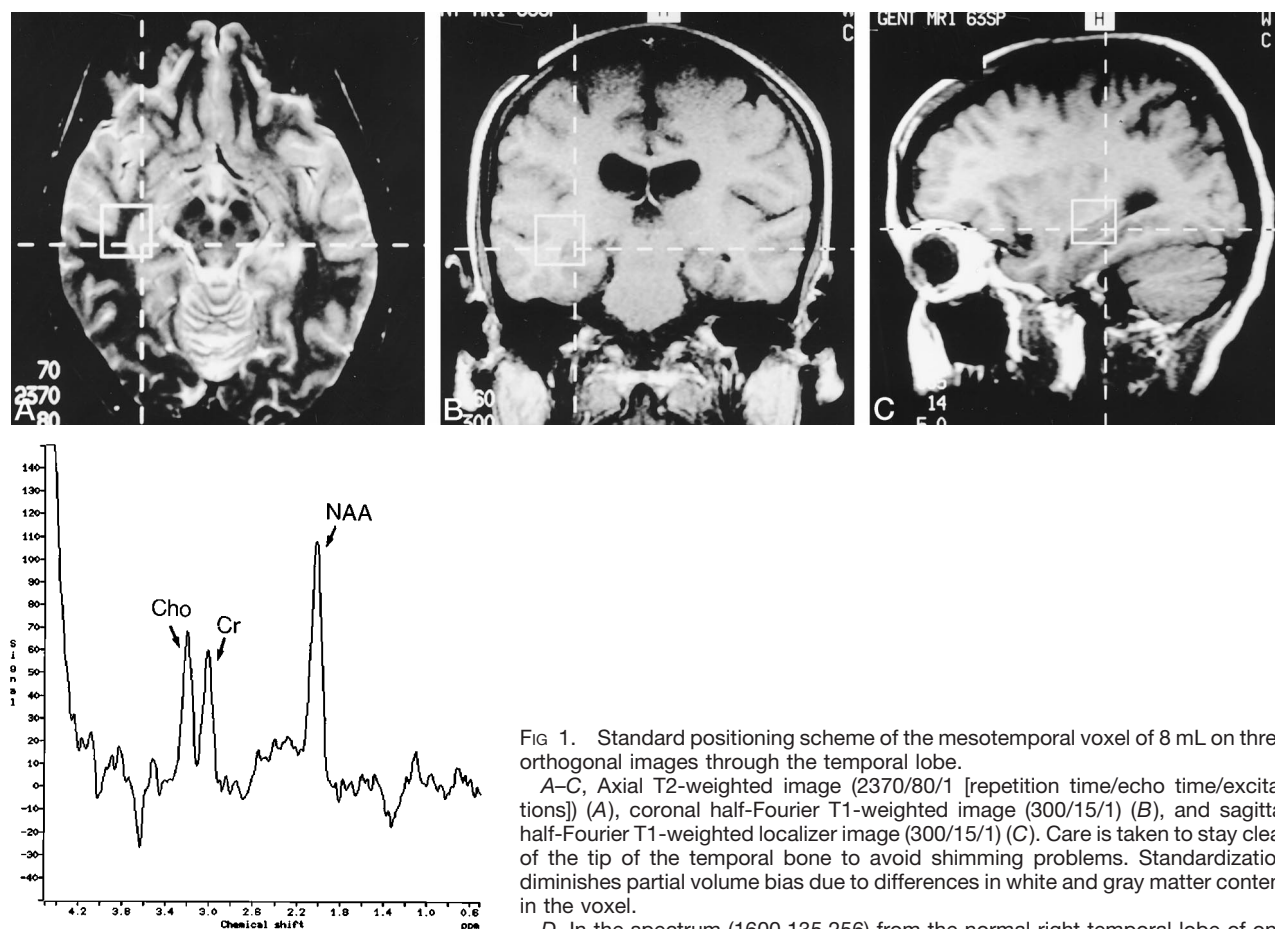 GENT MR1 63SP
H
W
C
W
C
70
2370
80
A
B
300
C
14
5.0
140
130
120
110
100
90
80
70
60
50
40
30
20
10
0
-10
-20
-30
-40
Signal
Cho
Cr
NAA
4.2 3.8 3.4 3.0 2.6 2.2 1.8 1.4 1.0 0.6
Chemical shift ppm
FIG 1. Standard positioning scheme of the mesotemporal voxel of 8 mL on thre
orthogonal images through the temporal lobe.
A–C, Axial T2-weighted image (2370/80/1 [repetition time/echo time/excita
tions]) (A), coronal half-Fourier T1-weighted image (300/15/1) (B), and sagitta
half-Fourier T1-weighted localizer image (300/15/1) (C). Care is taken to stay clea
of the tip of the temporal bone to avoid shimming problems. Standardizatio
diminishes partial volume bias due to differences in white and gray matter conten
in the voxel.
D, In the spectrum (1600,135,256) from the normal right temporal lobe of on